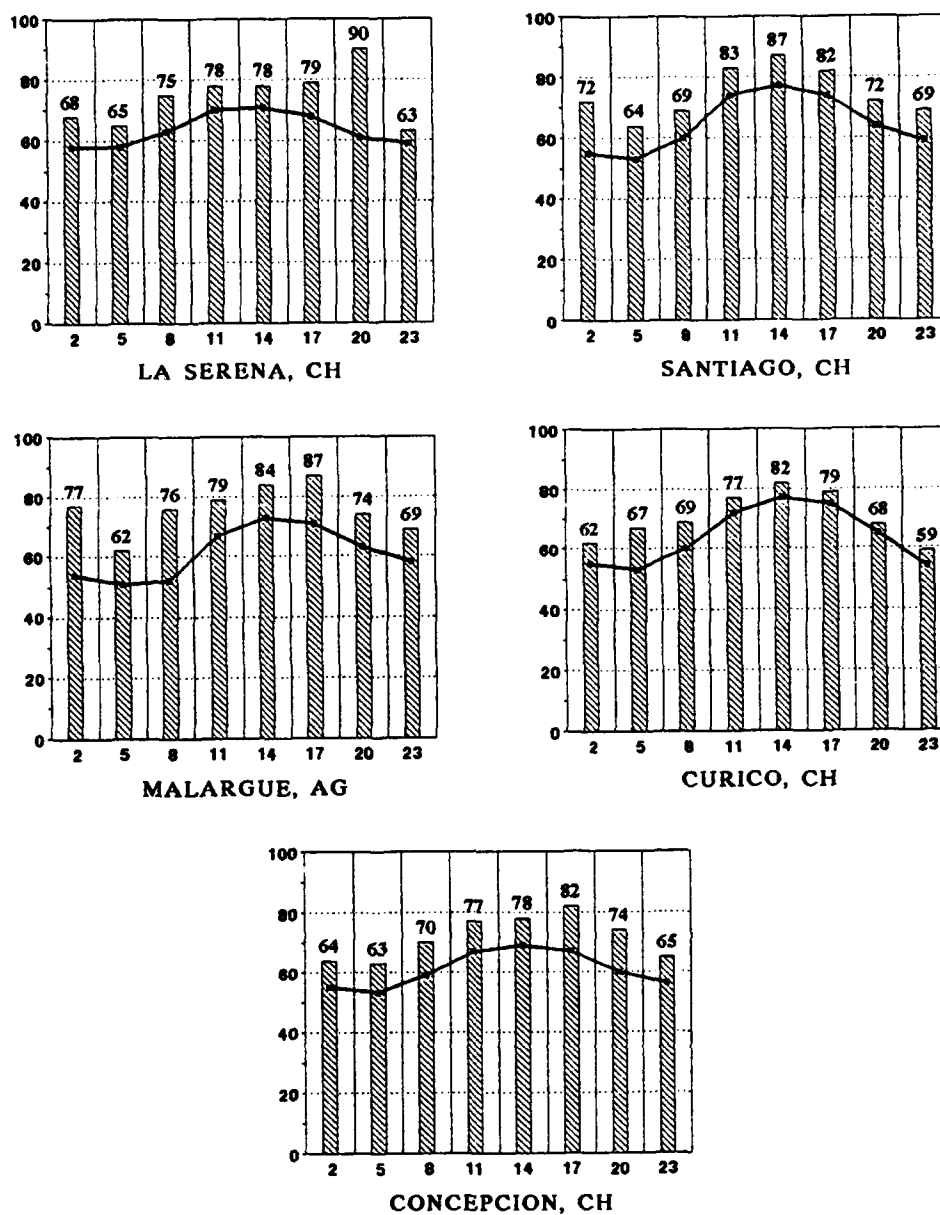 100
80
60
40
20
0
68 65 75 78 78 79 90 63
2 5 8 11 14 17 20 23
LA SERENA, CH
100
80
60
40
20
0
72 64 69 83 87 82 72 69
2 5 8 11 14 17 20 23
SANTIAGO, CH
100
80
60
40
20
0
77 62 76 79 84 87 74 69
2 5 8 11 14 17 20 23
MALARGUE, AG
100
80
60
40
20
0
62 67 69 77 82 79 68 59
2 5 8 11 14 17 20 23
CURICO, CH
100
80
60
40
20
0
64 63 70 77 78 82 74 65
2 5 8 11 14 17 20 23
CONCEPCION, CH